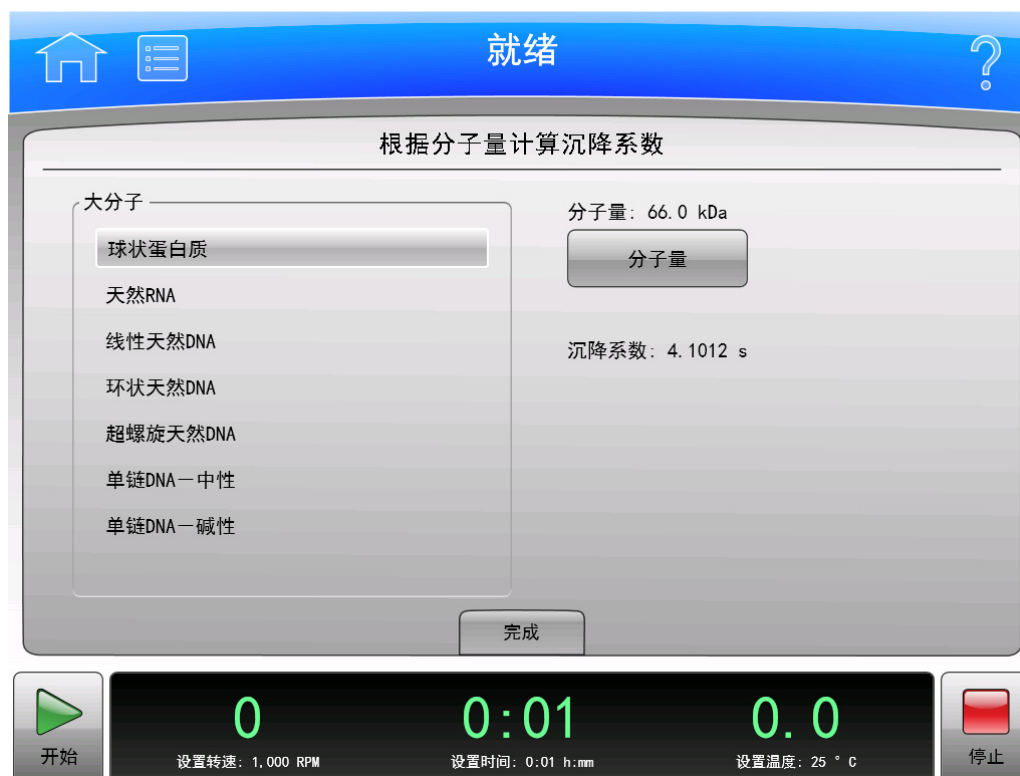 就绪
根据分子量计算沉降系数
大分子
球状蛋白质
天然RNA
线性天然DNA
环状天然DNA
超螺旋天然DNA
单链DNA－中性
单链DNA－碱性
分子量: 66.0 kDa
分子量
沉降系数: 4.1012 s
完成
开始
0
设置转速: 1,000 RPM
0:01
设置时间: 0:01 h:mm
0.0
设置温度: 25 ° C
停止